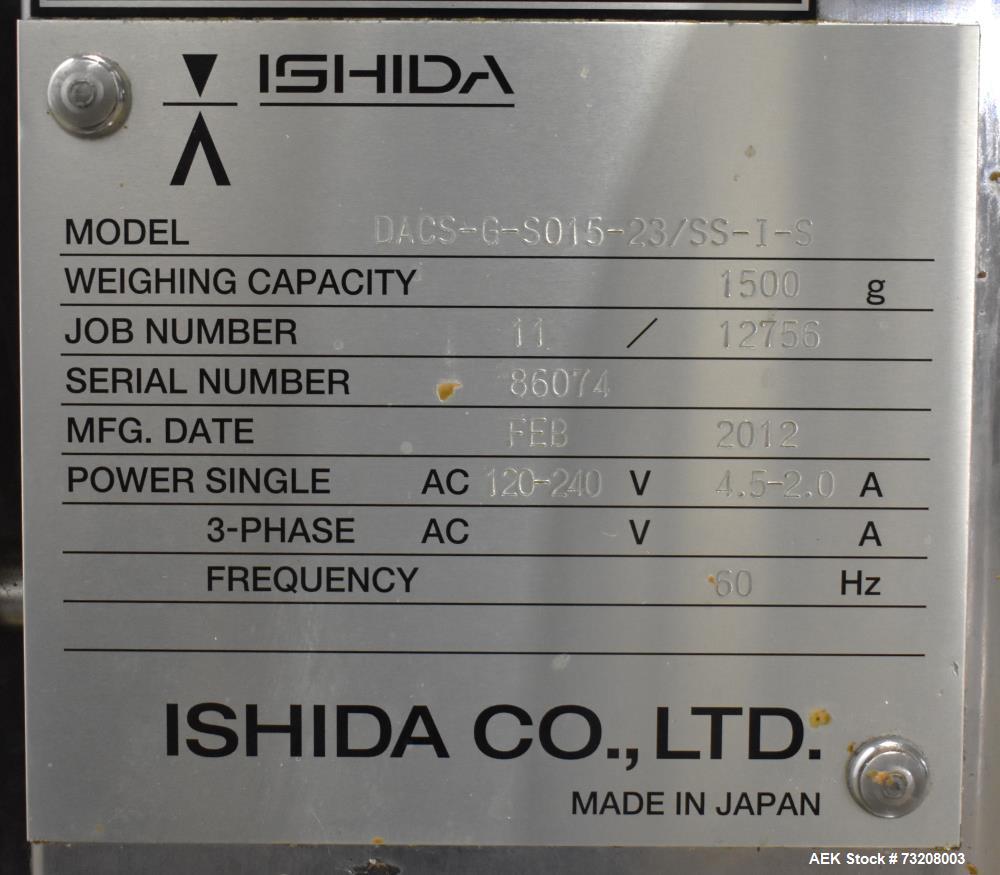 ISHIDA
MODEL DACS-G-S015-23/SS-I-S
WEIGHING CAPACITY 1500 g
JOB NUMBER 11 / 12756
SERIAL NUMBER 86074
MFG. DATE FEB 2012
POWER SINGLE AC 120-240 V 4.5-2.0 A
3-PHASE AC V A
FREQUENCY 60 Hz
ISHIDA CO., LTD.
MADE IN JAPAN
AEK Stock # 73208003